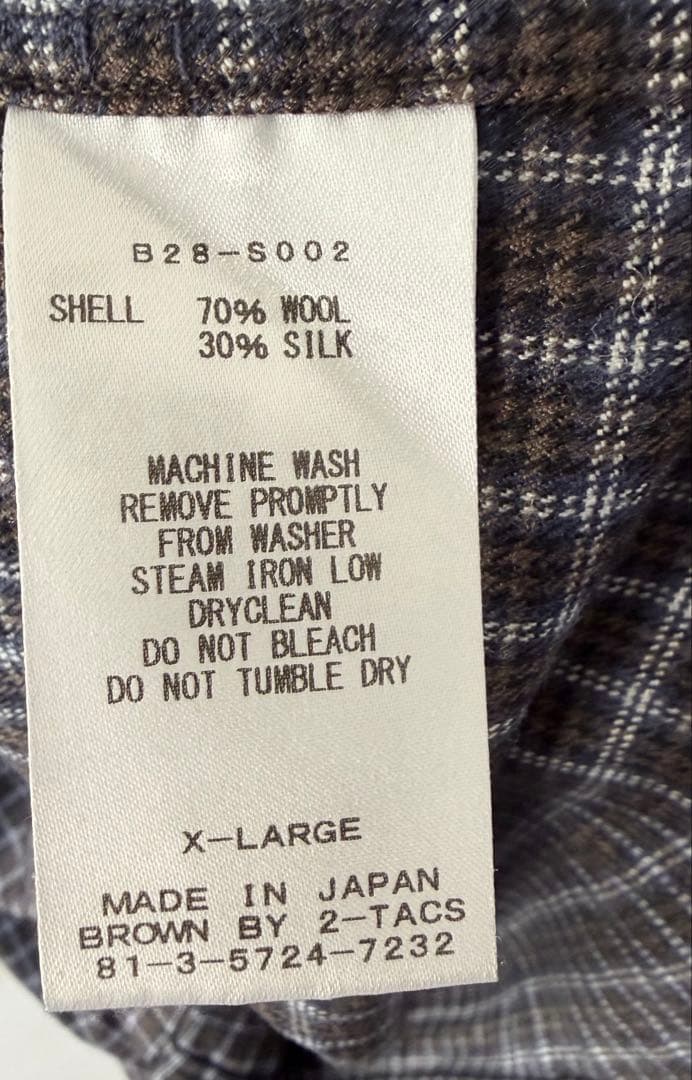 B28-S002
SHELL 70% WOOL
30% SILK
MACHINE WASH
REMOVE PROMPTLY
FROM WASHER
STEAM IRON LOW
DRYCLEAN
DO NOT BLEACH
DO NOT TUMBLE DRY
X-LARGE
MADE IN JAPAN
BROWN BY 2-TACS
81-3-5724-7232